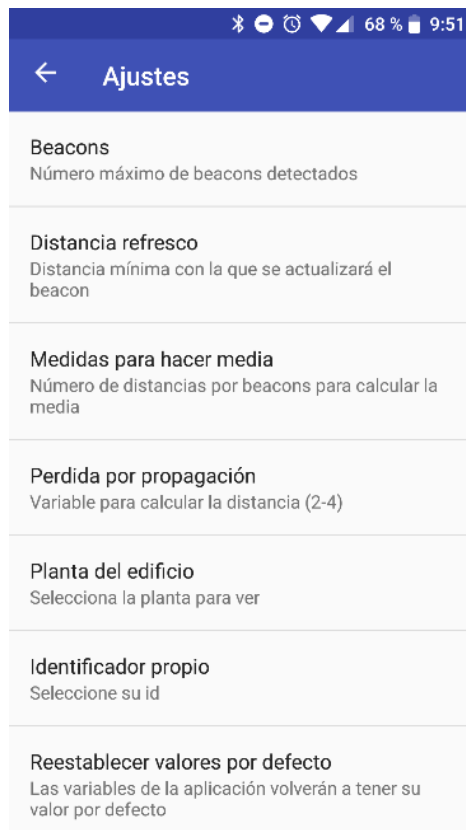 68 % 9:51
Ajustes
Beacons
Número máximo de beacons detectados
Distancia refresco
Distancia mínima con la que se actualizará el
beacon
Medidas para hacer media
Número de distancias por beacons para calcular la
media
Perdida por propagación
Variable para calcular la distancia (2-4)
Planta del edificio
Selecciona la planta para ver
Identificador propio
Seleccione su id
Reestablecer valores por defecto
Las variables de la aplicación volverán a tener su
valor por defecto